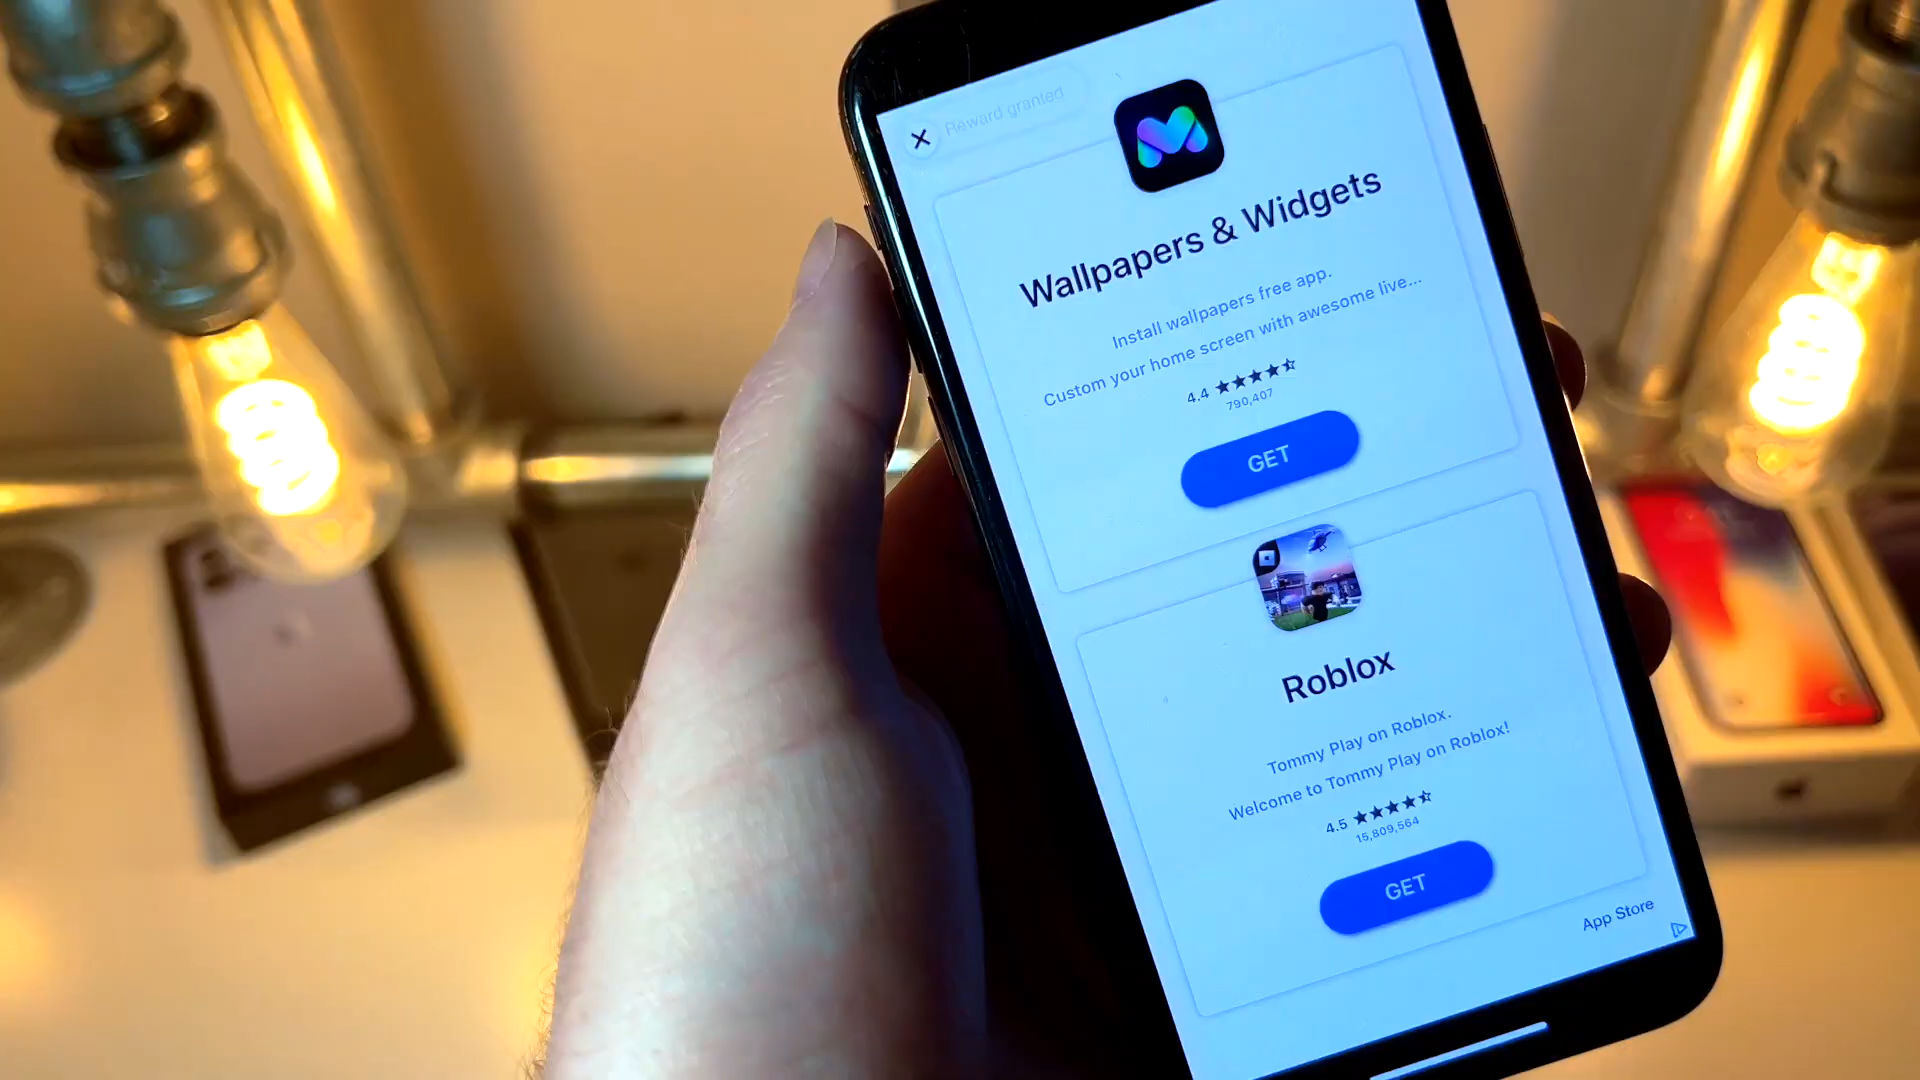 Reward granted
Wallpapers & Widgets
Install wallpapers free app.
Custom your home screen with awesome live...
4.4
790,407
GET
Roblox
Tommy Play on Roblox.
Welcome to Tommy Play on Roblox!
4.5
15,809,564
GET
App Store